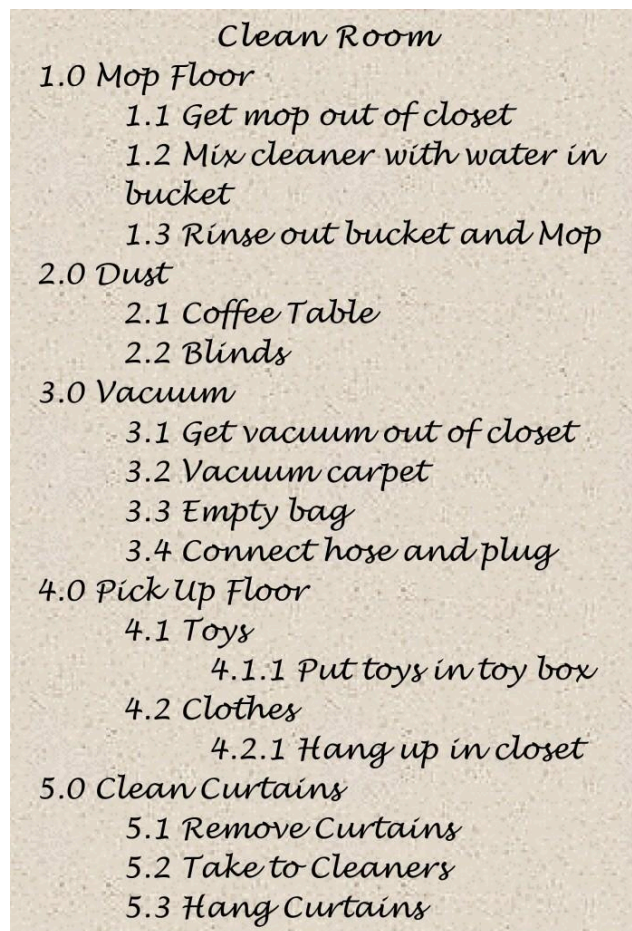 Clean Room
1.0 Mop Floor
1.1 Get mop out of closet
1.2 Mix cleaner with water in
bucket
1.3 Rinse out bucket and Mop
2.0 Dust
2.1 Coffee Table
2.2 Blinds
3.0 Vacuum
3.1 Get vacuum out of closet
3.2 Vacuum carpet
3.3 Empty bag
3.4 Connect hose and plug
4.0 Pick Up Floor
4.1 Toys
4.1.1 Put toys in toy box
4.2 Clothes
4.2.1 Hang up in closet
5.0 Clean Curtains
5.1 Remove Curtains
5.2 Take to Cleaners
5.3 Hang Curtains